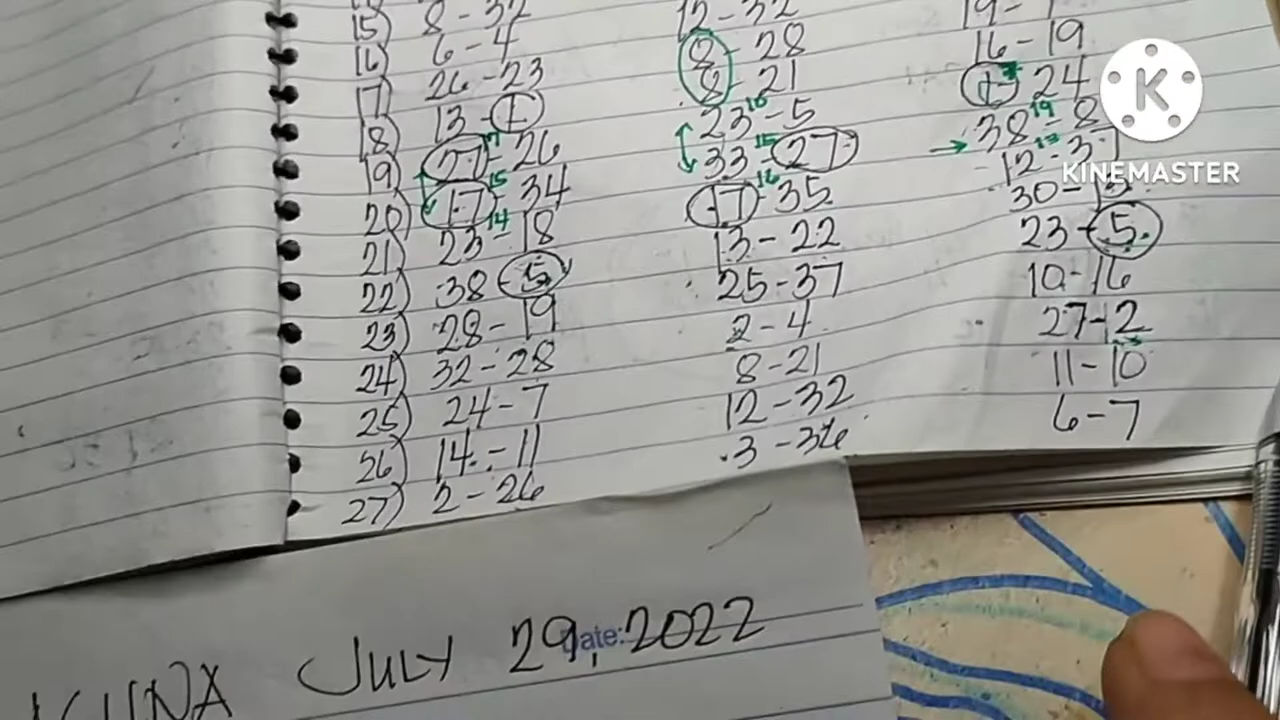 15) 8 - 32 12 - 32 19 -
16) 6 - 4 8 - 28 16 - 19
17) 26 - 23 8 - 21 1 - 24
18) 13 - 1 23 - 5 38 - 8
19) 27 - 26 33 - 27 12 - 37
20) 17 - 34 17 - 35 30 - 15
21) 23 - 18 13 - 22 23 - 5
22) 38 - 5 25 - 37 10 - 16
23) 28 - 19 2 - 4 27 - 12
24) 32 - 28 8 - 21 11 - 10
25) 24 - 7 12 - 32 6 - 7
26) 14 - 11 3 - 36
27) 2 - 26
JULY 29, 2022
Date:
K
KINEMASTER